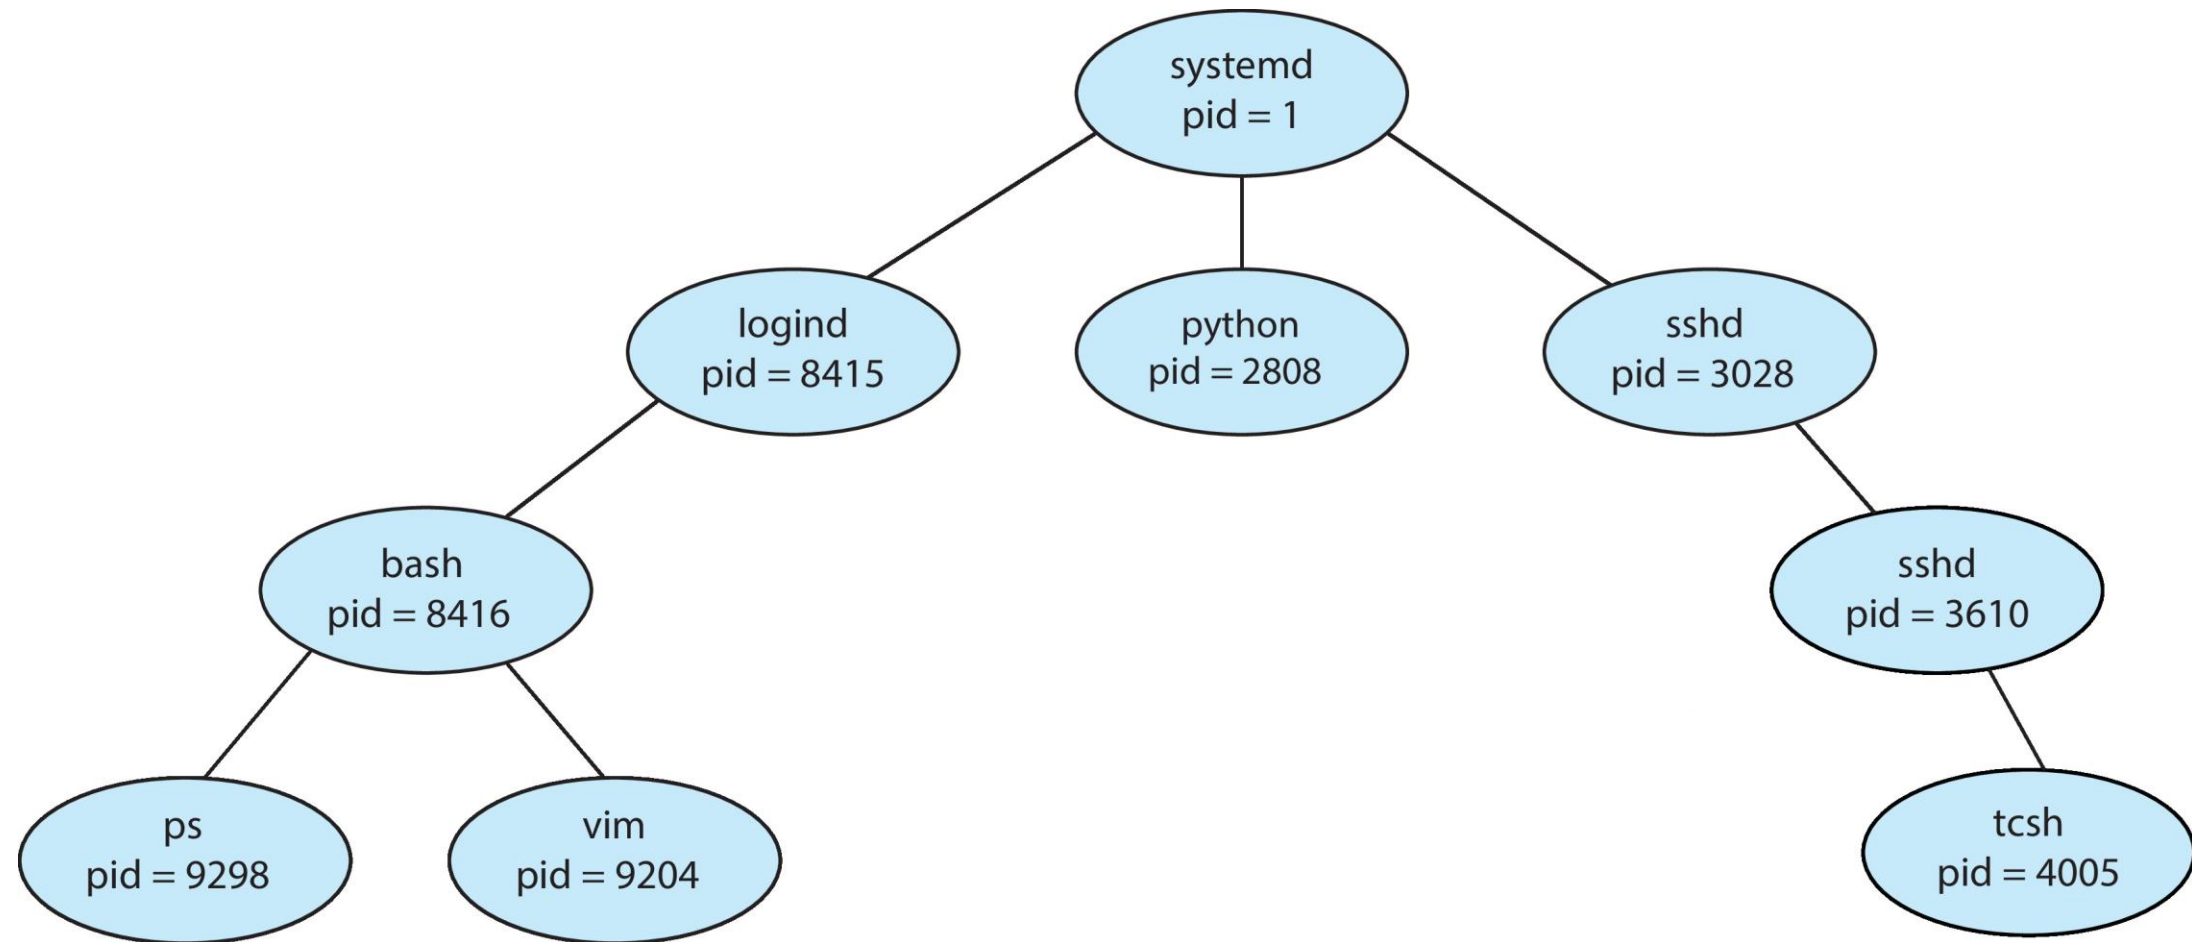 systemd
pid = 1
logind
pid = 8415
python
pid = 2808
sshd
pid = 3028
bash
pid = 8416
sshd
pid = 3610
ps
pid = 9298
vim
pid = 9204
tcsh
pid = 4005